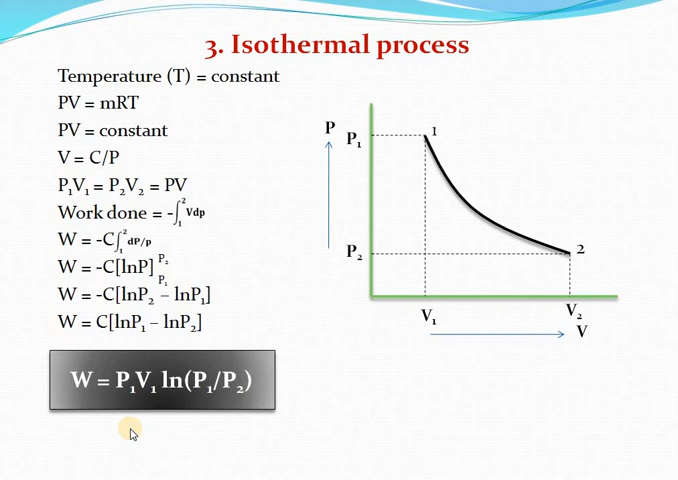 3. Isothermal process
Temperature (T) = constant
PV = mRT
PV = constant
V = C/P
P₁V₁ = P₂V₂ = PV
Work done = -∫₁² Vdp
W = -C∫₁² dP/p
W = -C[lnP] P₂ P₁
W = -C[lnP₂ – lnP₁]
W = C[lnP₁ – lnP₂]
W = P₁V₁ ln(P₁/P₂)
P
P₁
1
P₂
2
V₁
V₂
V